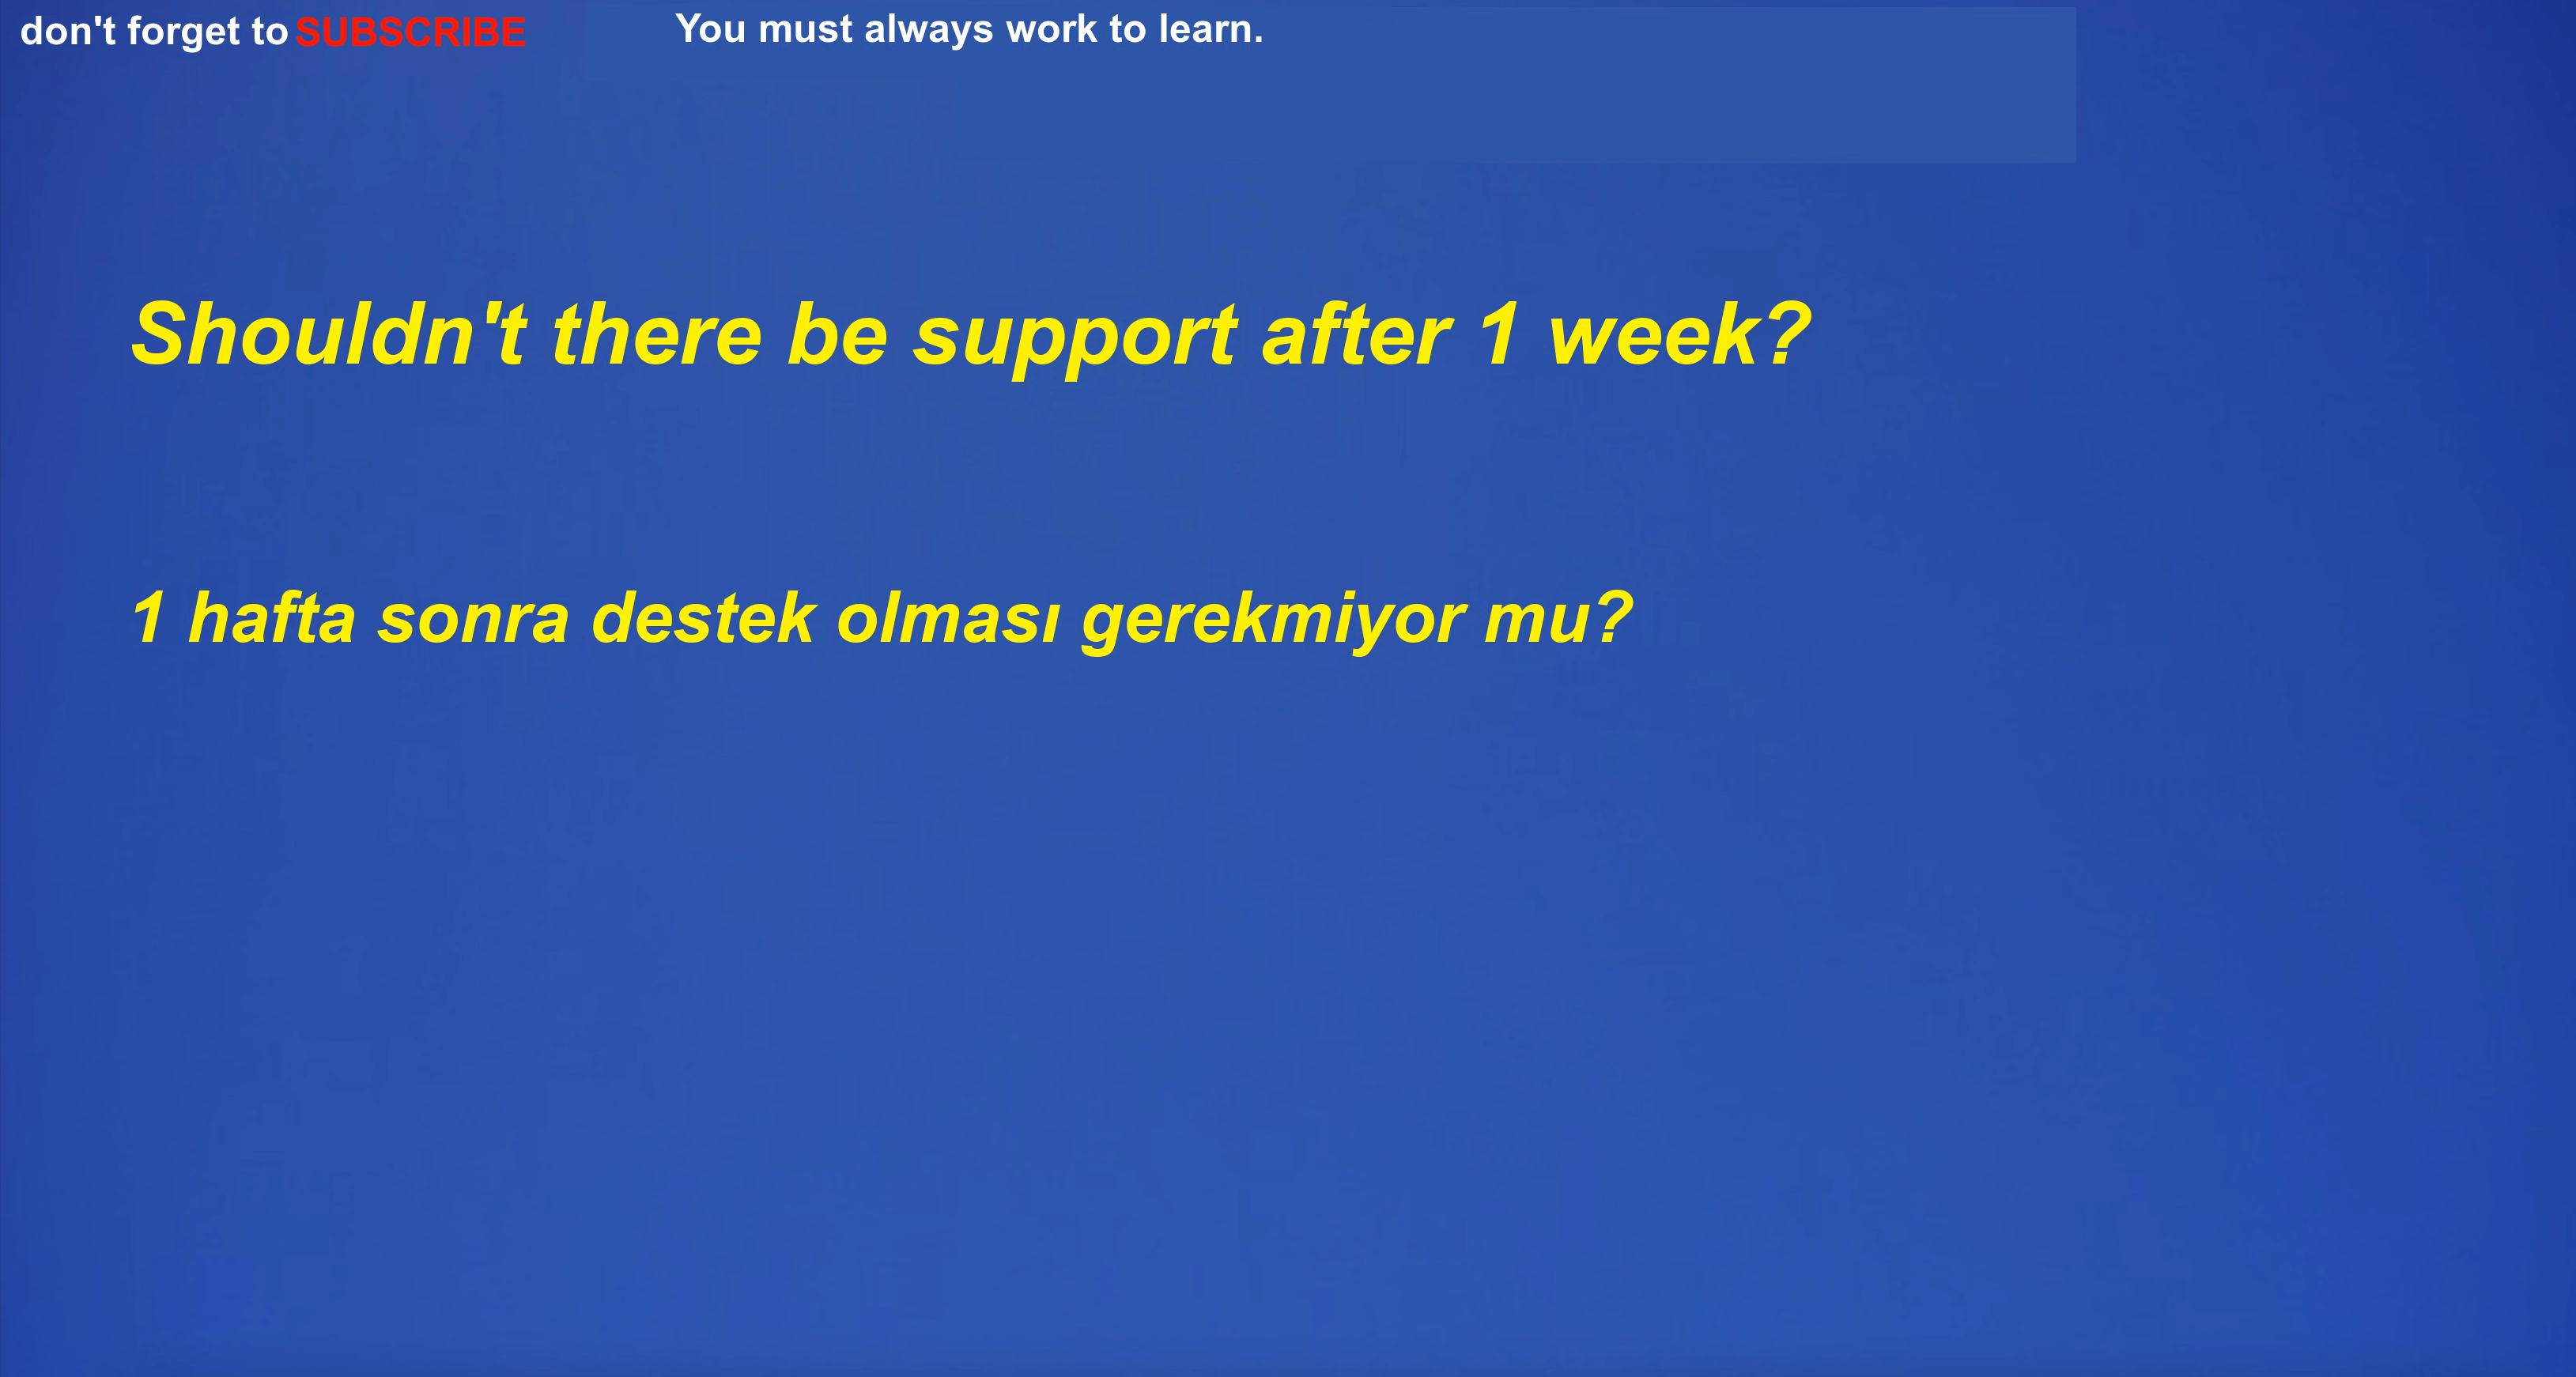 don't forget to SUBSCRIBE
You must always work to learn.
Shouldn't there be support after 1 week?
1 hafta sonra destek olması gerekmiyor mu?